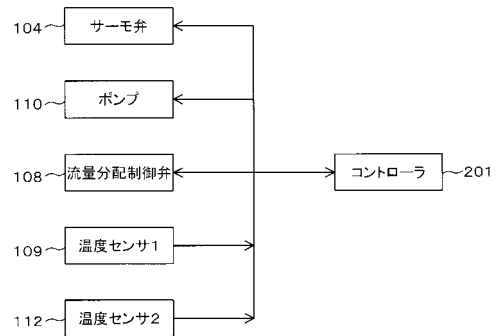 104 サーモ弁
110 ポンプ
108 流量分配制御弁
コントローラ 201
109 温度センサ1
112 温度センサ2